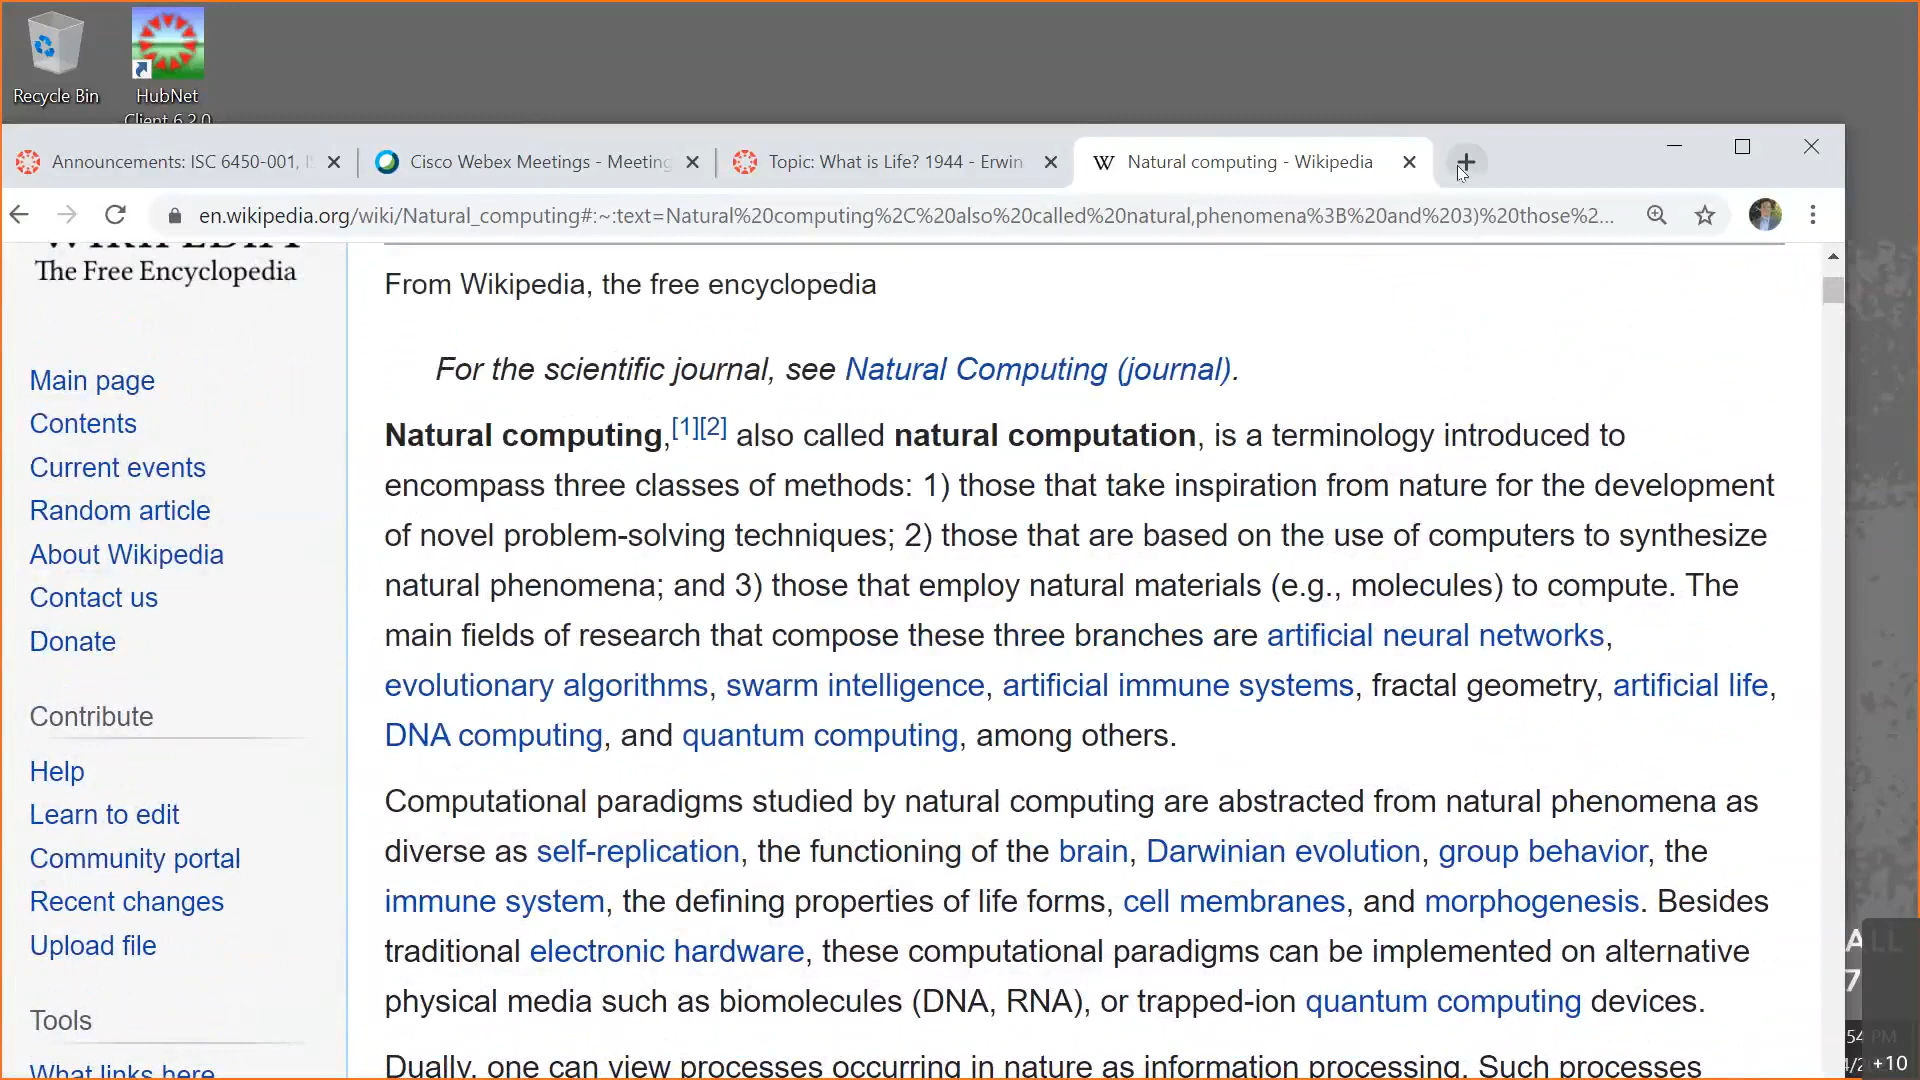 Recycle Bin
HubNet
Client 6.2.0
Announcements: ISC 6450-001,
Cisco Webex Meetings - Meeting
Topic: What is Life? 1944 - Erwin
Natural computing - Wikipedia
en.wikipedia.org/wiki/Natural_computing#:~:text=Natural%20computing%2C%20also%20called%20natural,phenomena%3B%20and%203)%20those%2...
WIKIPEDIA
The Free Encyclopedia
Main page
Contents
Current events
Random article
About Wikipedia
Contact us
Donate
Contribute
Help
Learn to edit
Community portal
Recent changes
Upload file
Tools
What links here
From Wikipedia, the free encyclopedia
For the scientific journal, see Natural Computing (journal).
Natural computing,[1][2] also called natural computation, is a terminology introduced to
encompass three classes of methods: 1) those that take inspiration from nature for the development
of novel problem-solving techniques; 2) those that are based on the use of computers to synthesize
natural phenomena; and 3) those that employ natural materials (e.g., molecules) to compute. The
main fields of research that compose these three branches are artificial neural networks,
evolutionary algorithms, swarm intelligence, artificial immune systems, fractal geometry, artificial life,
DNA computing, and quantum computing, among others.
Computational paradigms studied by natural computing are abstracted from natural phenomena as
diverse as self-replication, the functioning of the brain, Darwinian evolution, group behavior, the
immune system, the defining properties of life forms, cell membranes, and morphogenesis. Besides
traditional electronic hardware, these computational paradigms can be implemented on alternative
physical media such as biomolecules (DNA, RNA), or trapped-ion quantum computing devices.
Dually, one can view processes occurring in nature as information processing. Such processes
ALL
7
54 PM
+10